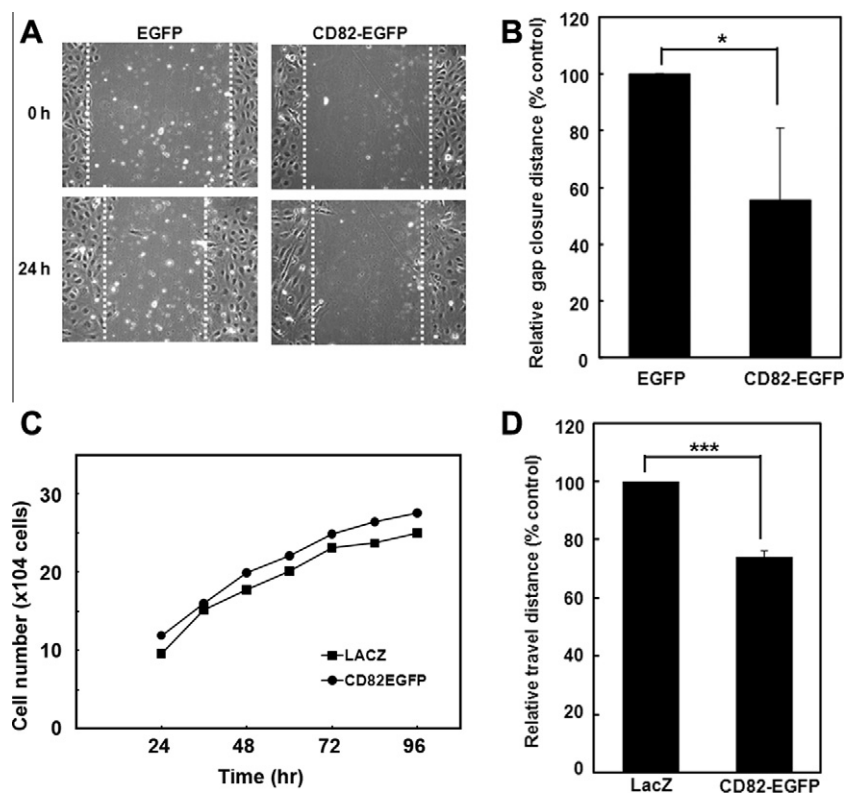 A
EGFP
CD82-EGFP
0 h
24 h
B
Relative gap closure distance (% control)
120
100
80
60
40
20
0
*
EGFP
CD82-EGFP
C
Cell number (x104 cells)
30
20
10
0
LACZ
CD82EGFP
24
48
72
96
Time (hr)
D
Relative travel distance (% control)
120
100
80
60
40
20
0
***
LacZ
CD82-EGFP